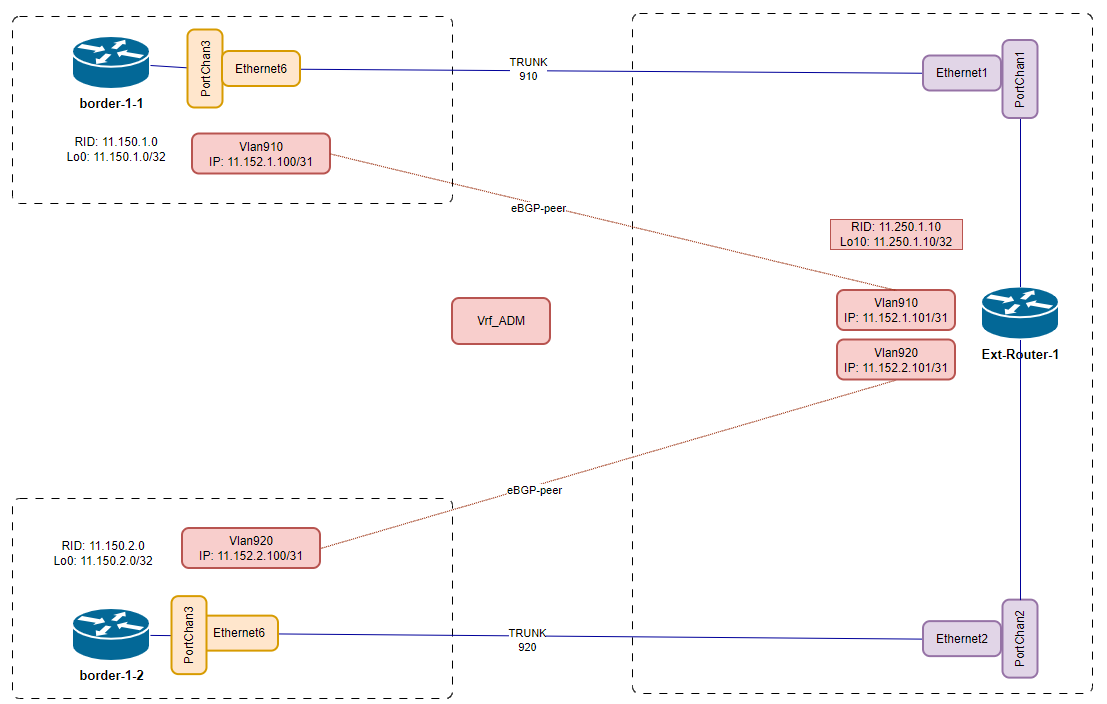 PortChan3
Ethernet6
border-1-1
TRUNK
910
Ethernet1
PortChan1
RID: 11.150.1.0
Lo0: 11.150.1.0/32
Vlan910
IP: 11.152.1.100/31
eBGP-peer
RID: 11.250.1.10
Lo10: 11.250.1.10/32
Vrf_ADM
Vlan910
IP: 11.152.1.101/31
Vlan920
IP: 11.152.2.101/31
Ext-Router-1
eBGP-peer
RID: 11.150.2.0
Lo0: 11.150.2.0/32
Vlan920
IP: 11.152.2.100/31
PortChan3
Ethernet6
border-1-2
TRUNK
920
Ethernet2
PortChan2